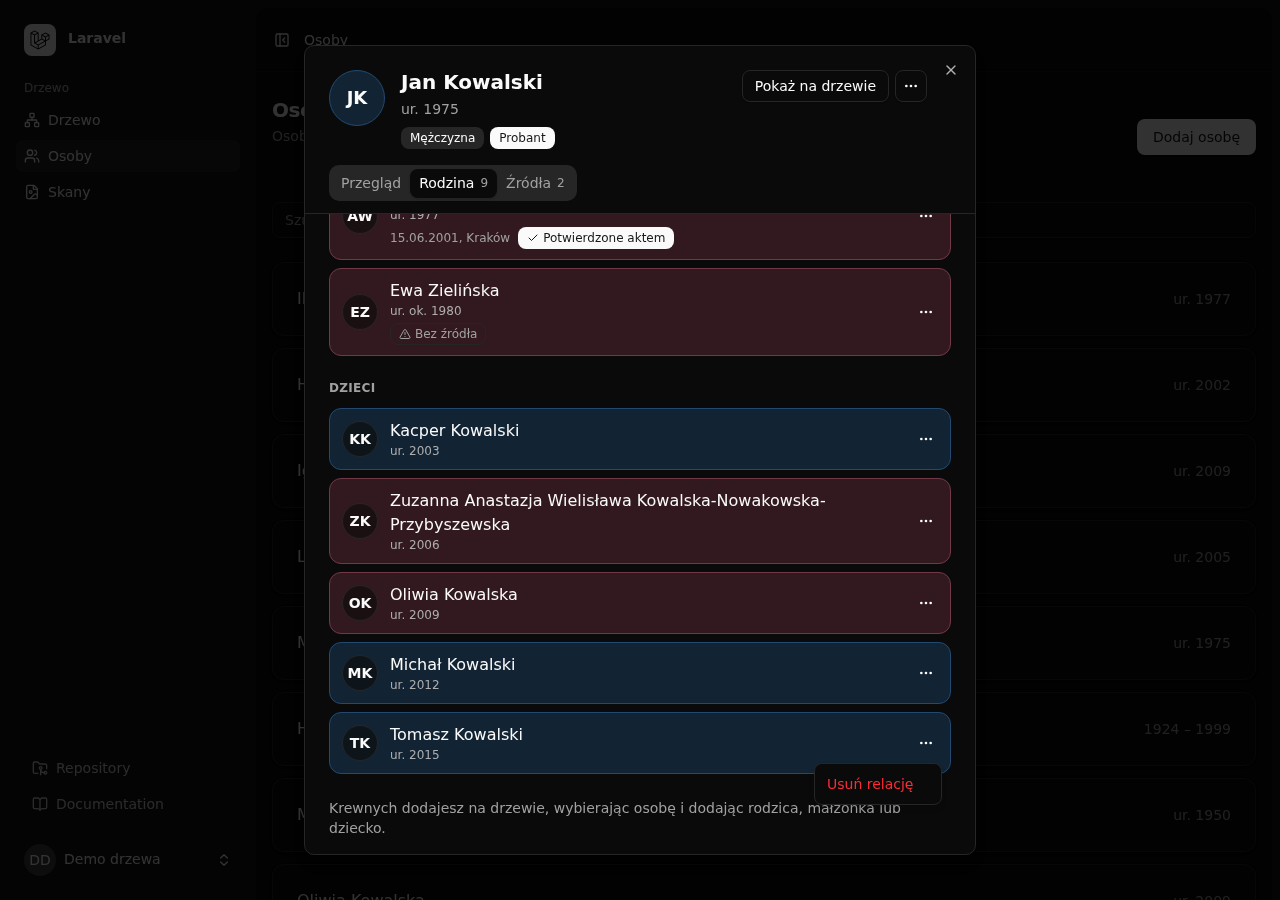 Laravel
Osoby
Drzewo
Drzewo
Osoby
Skany
Dodaj osobę
JK
Jan Kowalski
ur. 1975
Mężczyzna
Probant
Pokaż na drzewie
Przegląd
Rodzina 9
Źródła 2
AW
ur. 1977
15.06.2001, Kraków
Potwierdzone aktem
EZ
Ewa Zielińska
ur. ok. 1980
Bez źródła
DZIECI
KK
Kacper Kowalski
ur. 2003
ZK
Zuzanna Anastazja Wielisława Kowalska-Nowakowska-
Przybyszewska
ur. 2006
OK
Oliwia Kowalska
ur. 2009
MK
Michał Kowalski
ur. 2012
TK
Tomasz Kowalski
ur. 2015
Usuń relację
Krewnych dodajesz na drzewie, wybierając osobę i dodając rodzica, małżonka lub
dziecko.
ur. 1977
ur. 2002
ur. 2009
ur. 2005
ur. 1975
1924 – 1999
ur. 1950
Oliwia Kowalska
ur. 2009
Repository
Documentation
DD
Demo drzewa